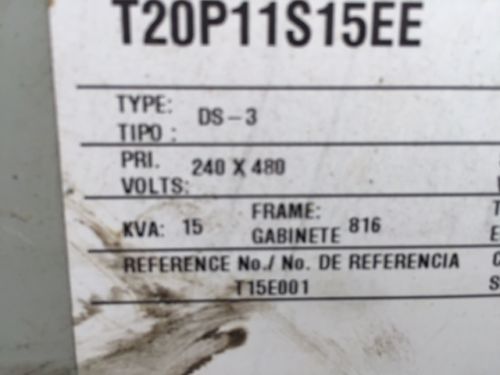 T20P11S15EE
TYPE:
TIPO : DS-3
PRI.
VOLTS: 240 X 480
KVA: 15 FRAME:
GABINETE 816
REFERENCE No./ No. DE REFERENCIA
T15E001